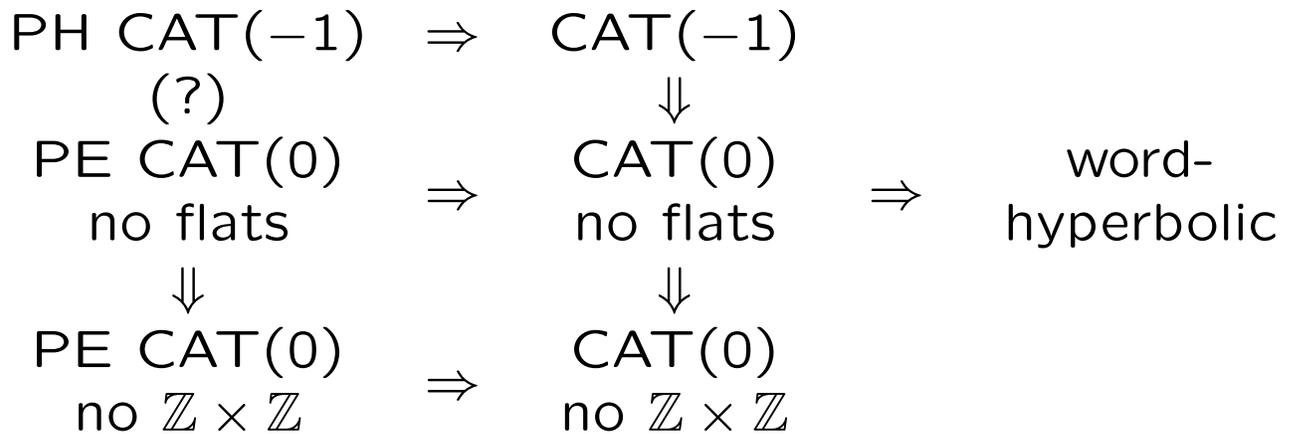 PH CAT(−1) ⇒ CAT(−1)
(?) ⇓
PE CAT(0) CAT(0) word-
⇒ ⇒
no flats no flats hyperbolic
⇓ ⇓
PE CAT(0) CAT(0)
⇒
no ℤ × ℤ no ℤ × ℤ